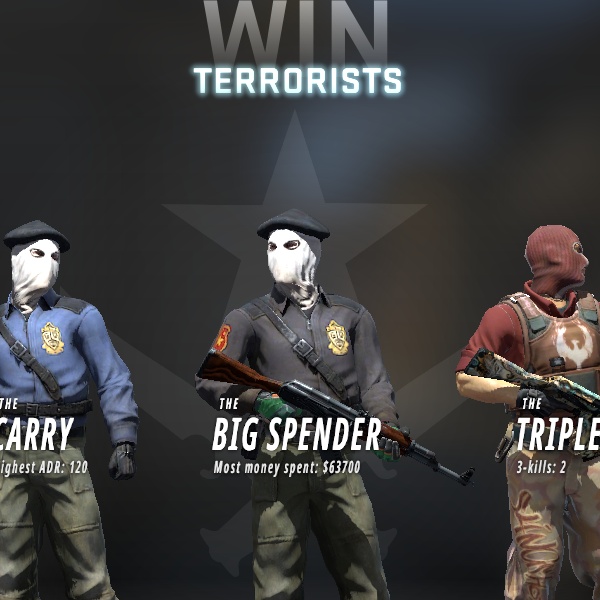 WIN
TERRORISTS
THE
CARRY
ighest ADR: 120
THE
BIG SPENDER
Most money spent: $63700
THE
TRIPLE
3-kills: 2